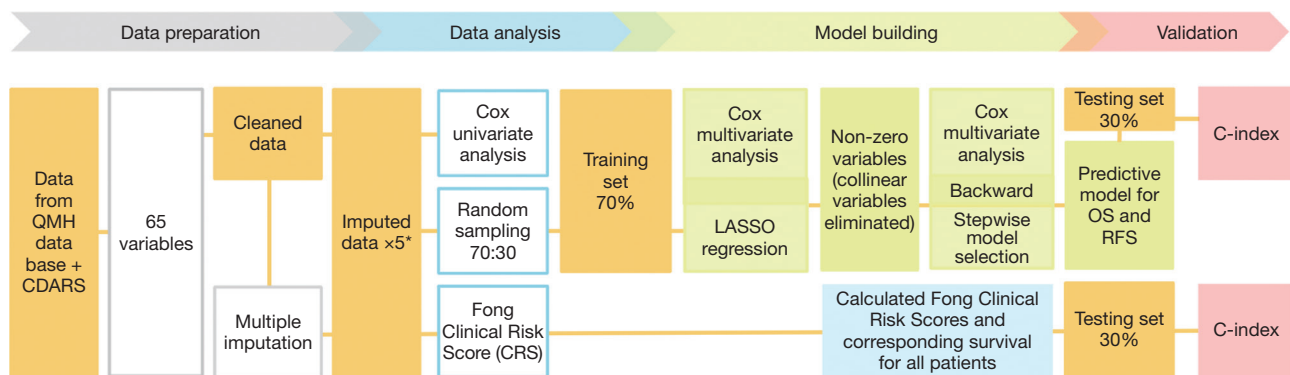 Data preparation
Data analysis
Model building
Validation
Data
from
QMH
data
base +
CDARS
65
variables
Cleaned
data
Multiple
imputation
Imputed
data ×5*
Cox
univariate
analysis
Random
sampling
70:30
Fong
Clinical Risk
Score (CRS)
Training
set
70%
Cox
multivariate
analysis
LASSO
regression
Non-zero
variables
(collinear
variables
eliminated)
Cox
multivariate
analysis
Backward
Stepwise
model
selection
Calculated Fong Clinical
Risk Scores and
corresponding survival
for all patients
Testing set
30%
Predictive
model for
OS and
RFS
Testing set
30%
C-index
C-index